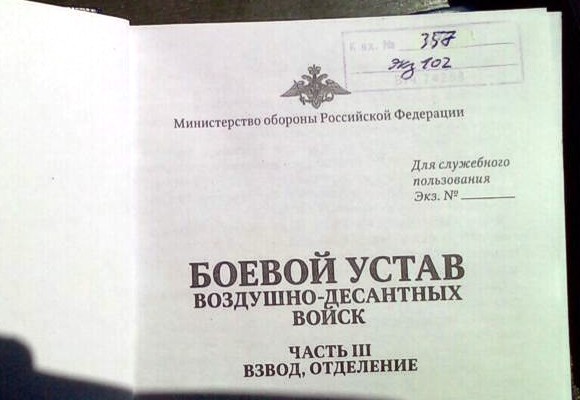 К вх. № 357
экз 102
Министерство обороны Российской Федерации
Для служебного
пользования
Экз. №
БОЕВОЙ УСТАВ
ВОЗДУШНО-ДЕСАНТНЫХ
ВОЙСК
ЧАСТЬ III
ВЗВОД, ОТДЕЛЕНИЕ